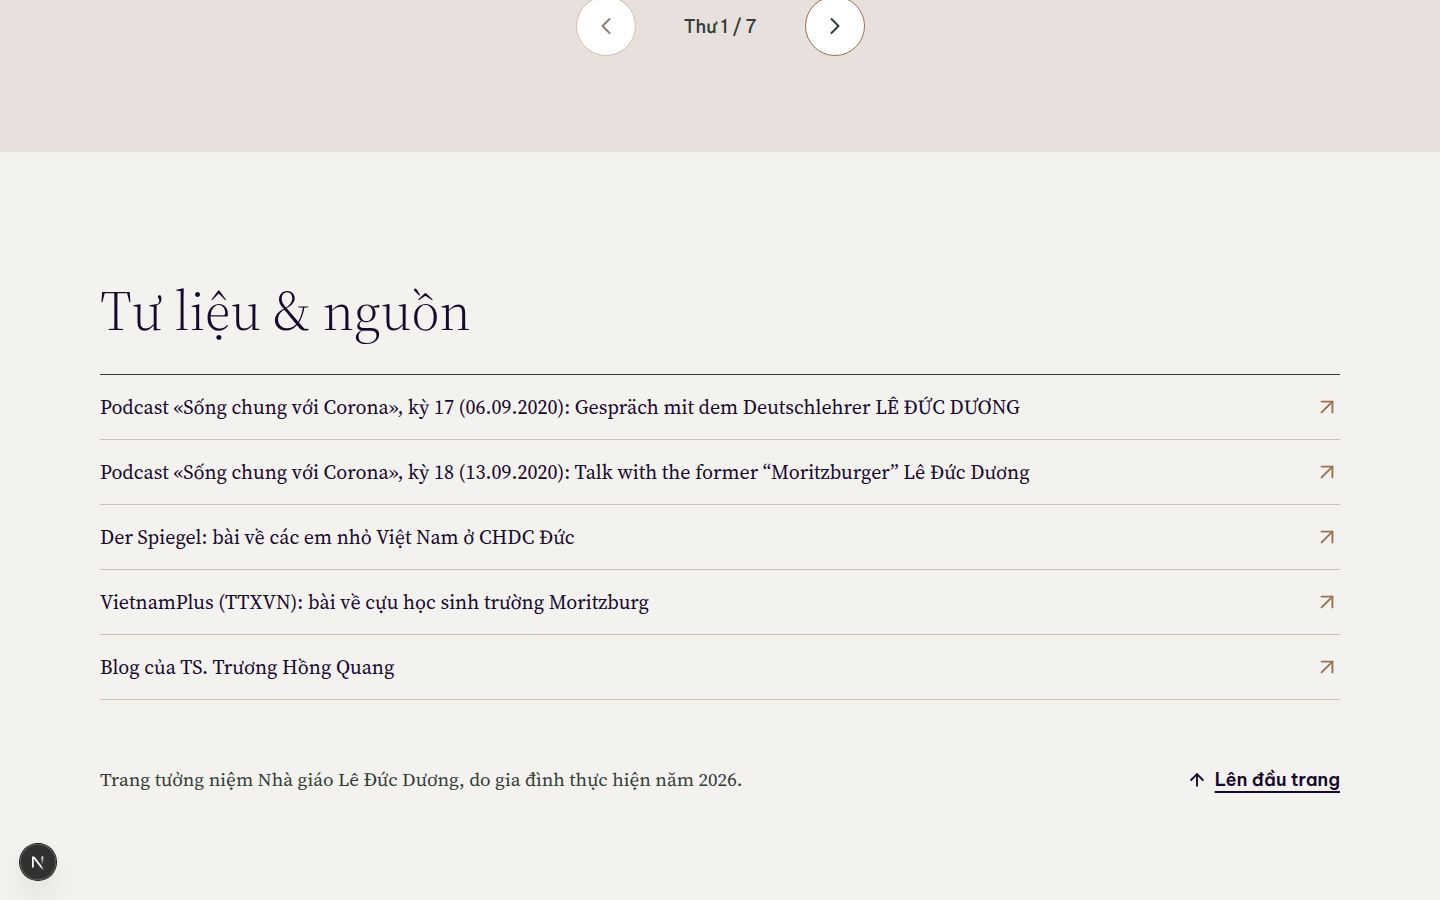 Thư 1 / 7
Tư liệu & nguồn
Podcast «Sống chung với Corona», kỳ 17 (06.09.2020): Gespräch mit dem Deutschlehrer LÊ ĐỨC DƯƠNG
Podcast «Sống chung với Corona», kỳ 18 (13.09.2020): Talk with the former “Moritzburger” Lê Đức Dương
Der Spiegel: bài về các em nhỏ Việt Nam ở CHDC Đức
VietnamPlus (TTXVN): bài về cựu học sinh trường Moritzburg
Blog của TS. Trương Hồng Quang
Trang tưởng niệm Nhà giáo Lê Đức Dương, do gia đình thực hiện năm 2026.
Lên đầu trang
N